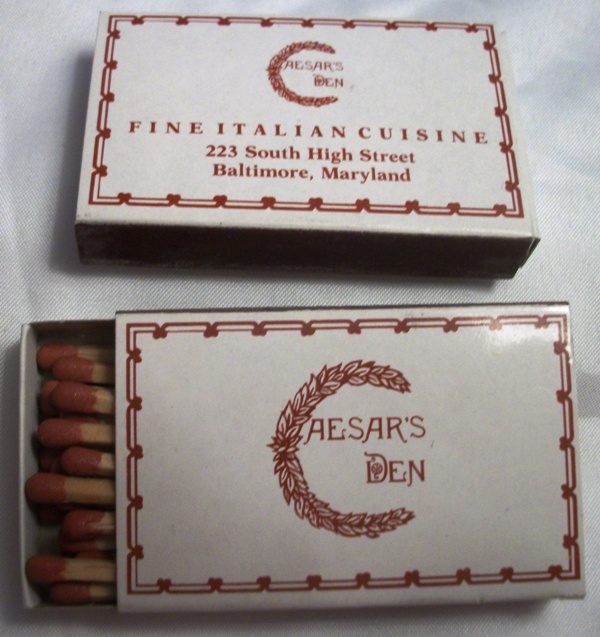 CAESAR'S
DEN
FINE ITALIAN CUISINE
223 South High Street
Baltimore, Maryland
CAESAR'S
DEN